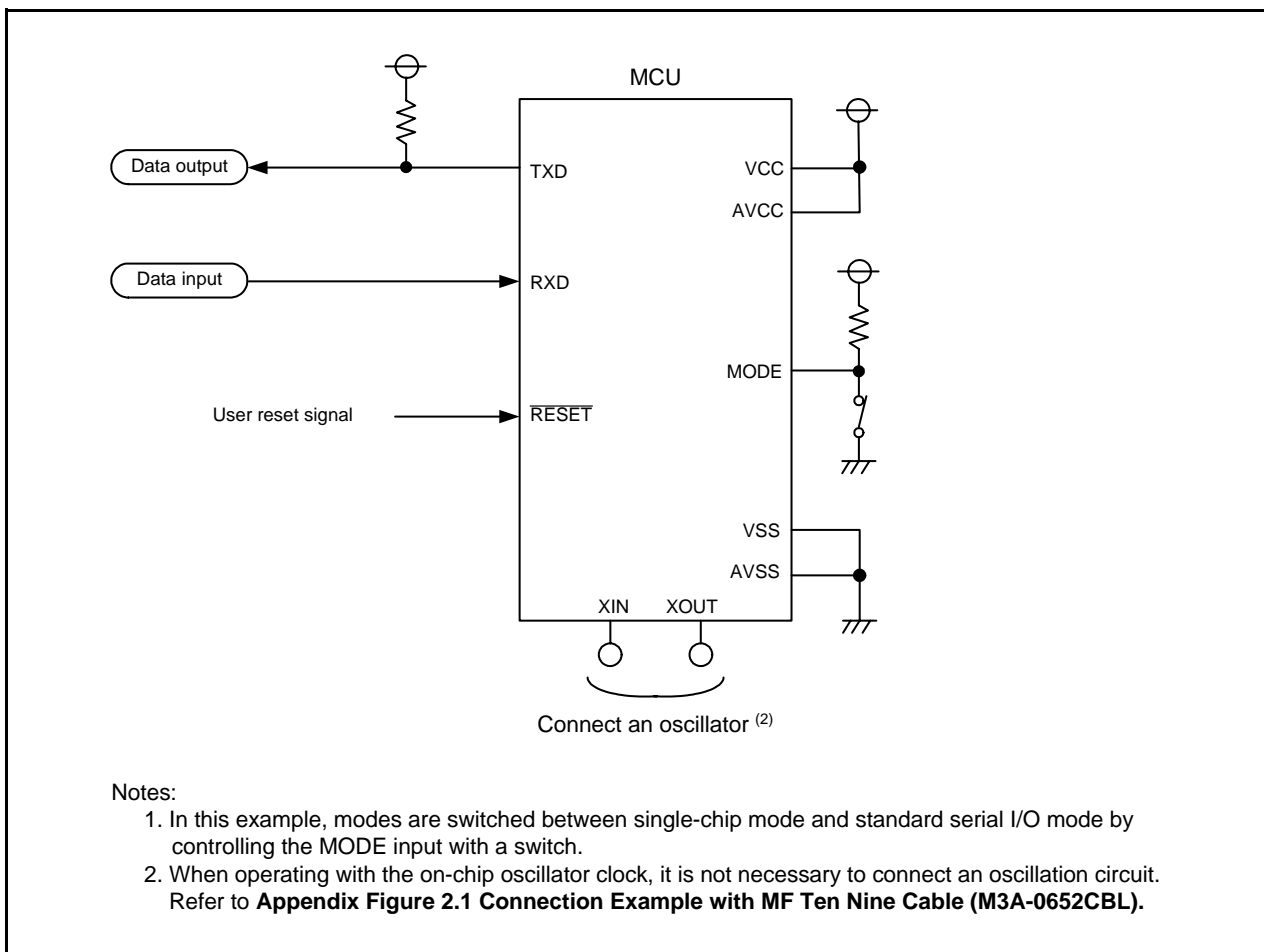 MCU
Data output
TXD
VCC
AVCC
Data input
RXD
MODE
User reset signal
RESET
VSS
AVSS
XIN XOUT
Connect an oscillator (2)
Notes:
1. In this example, modes are switched between single-chip mode and standard serial I/O mode by
controlling the MODE input with a switch.
2. When operating with the on-chip oscillator clock, it is not necessary to connect an oscillation circuit.
Refer to Appendix Figure 2.1 Connection Example with MF Ten Nine Cable (M3A-0652CBL).